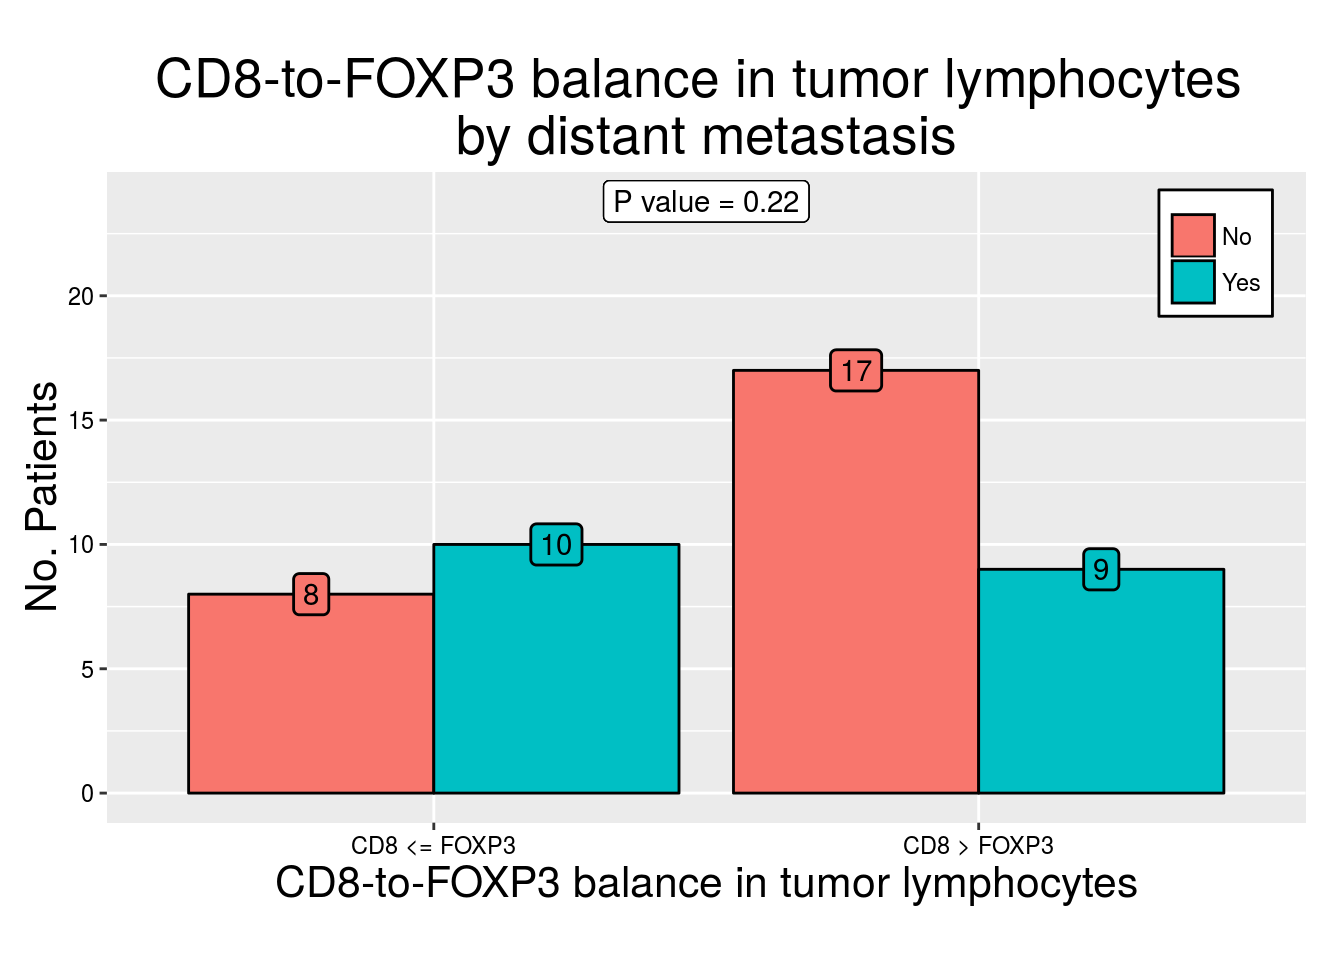 CD8-to-FOXP3 balance in tumor lymphocytes
by distant metastasis
P value = 0.22
No
Yes
20
15
10
5
0
No. Patients
8
10
17
9
CD8 <= FOXP3
CD8 > FOXP3
CD8-to-FOXP3 balance in tumor lymphocytes